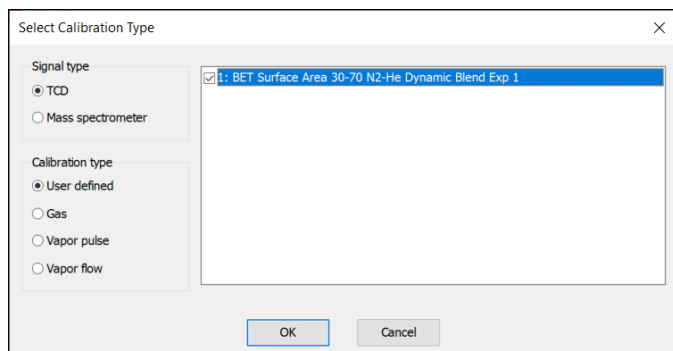 Select Calibration Type
Signal type
TCD
Mass spectrometer
Calibration type
User defined
Gas
Vapor pulse
Vapor flow
1: BET Surface Area 30-70 N2-He Dynamic Blend Exp 1
OK
Cancel